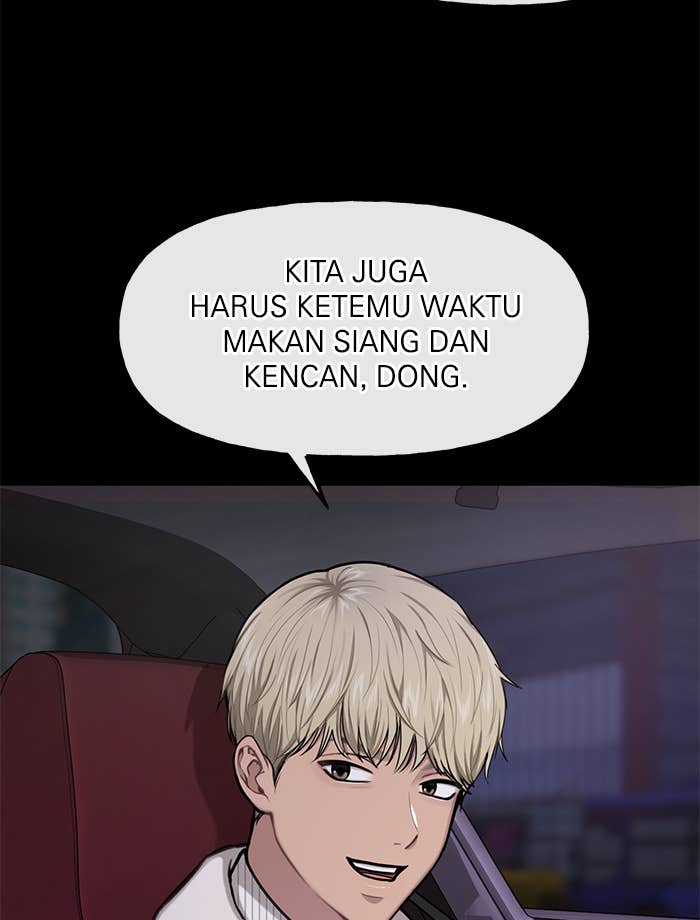 KITA JUGA
HARUS KETEMU WAKTU
MAKAN SIANG DAN
KENCAN, DONG.